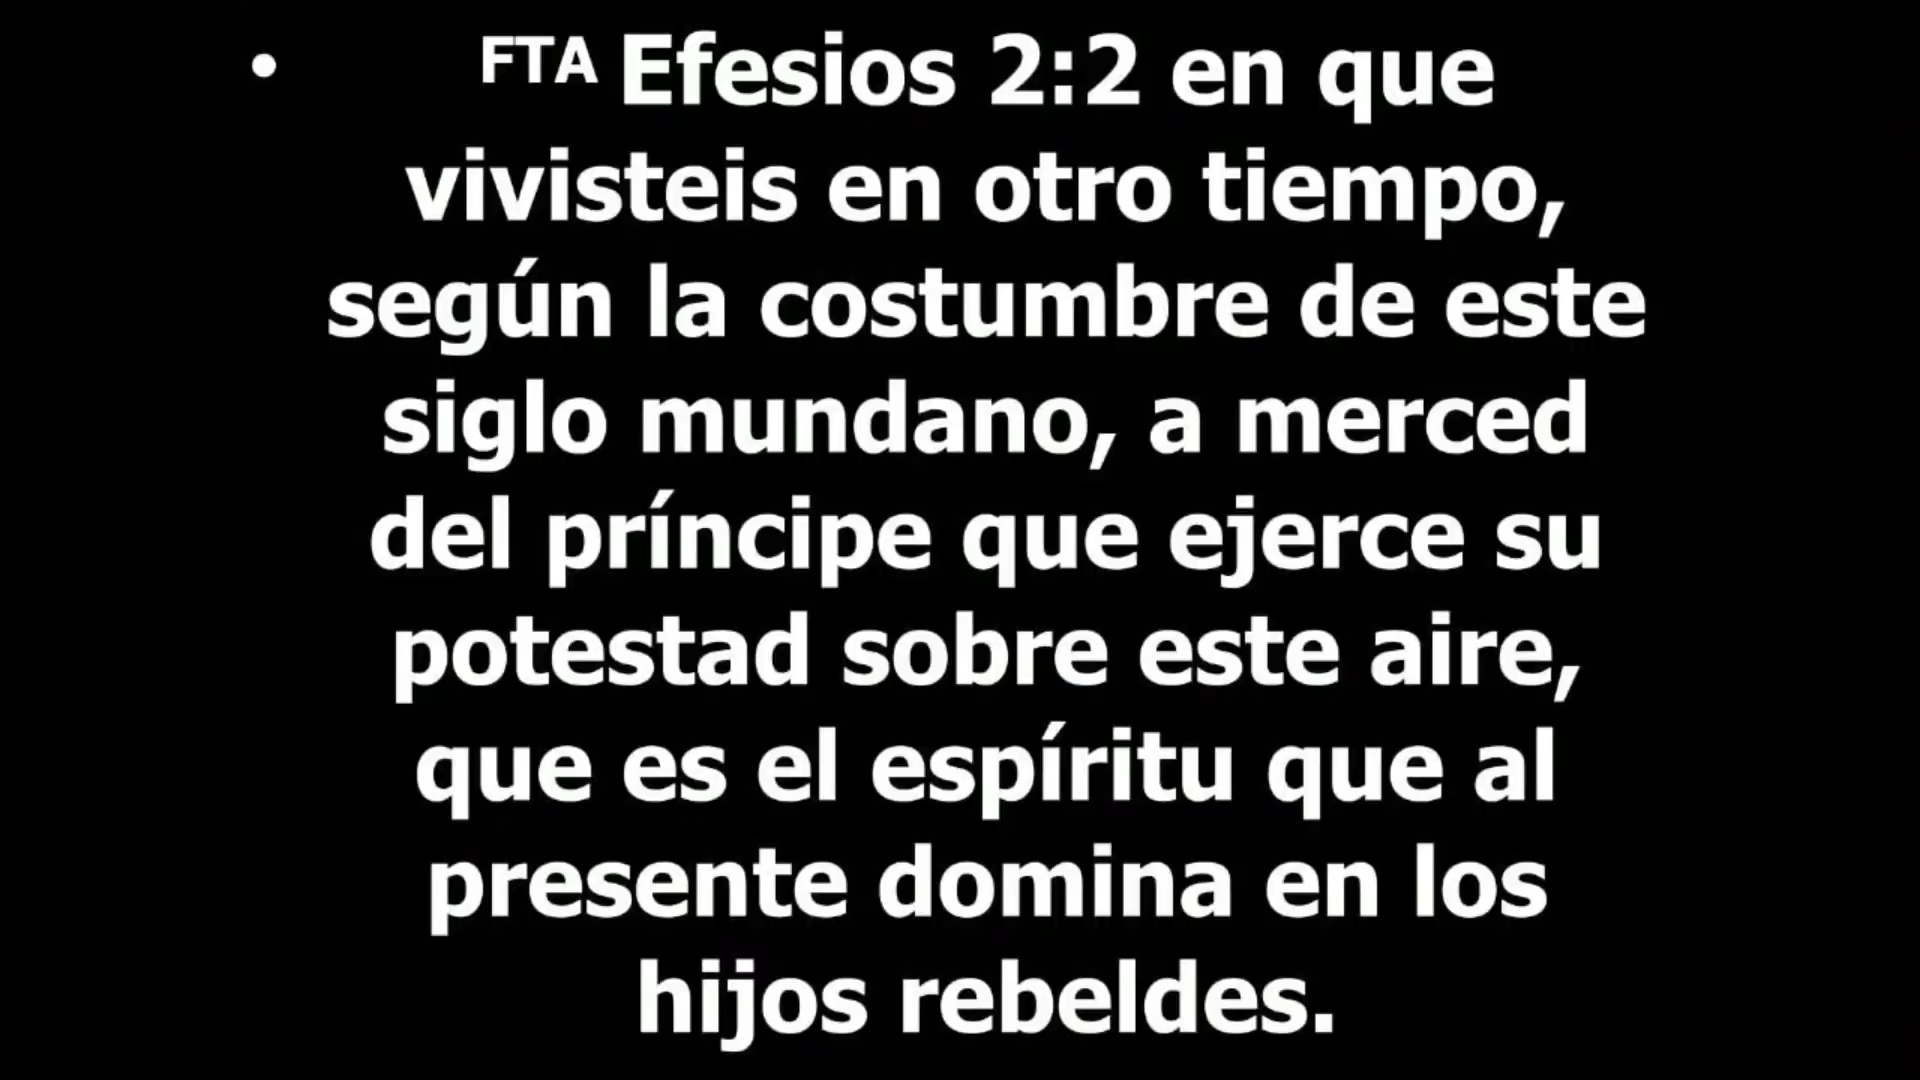 • FTA Efesios 2:2 en que
vivisteis en otro tiempo,
según la costumbre de este
siglo mundano, a merced
del príncipe que ejerce su
potestad sobre este aire,
que es el espíritu que al
presente domina en los
hijos rebeldes.